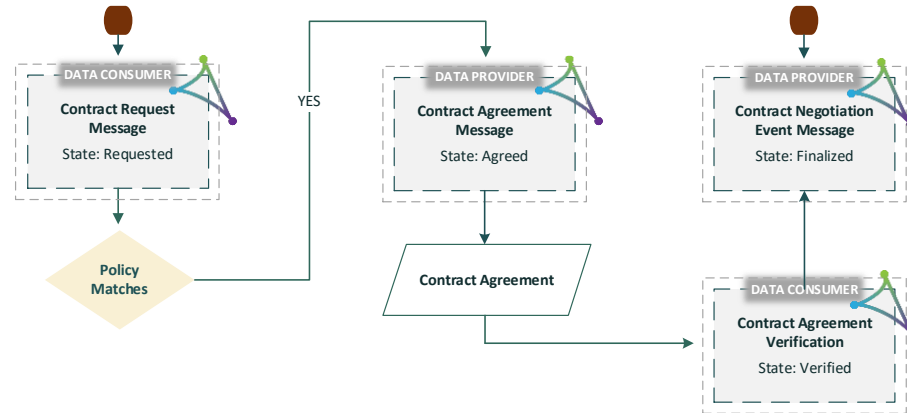 DATA CONSUMER
Contract Request
Message
State: Requested
Policy
Matches
YES
DATA PROVIDER
Contract Agreement
Message
State: Agreed
Contract Agreement
DATA CONSUMER
Contract Agreement
Verification
State: Verified
DATA PROVIDER
Contract Negotiation
Event Message
State: Finalized